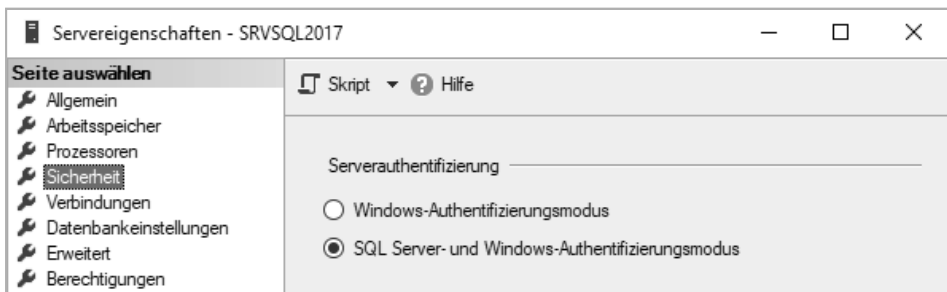 Servereigenschaften - SRVSQL2017
Seite auswählen
Allgemein
Arbeitsspeicher
Prozessoren
Sicherheit
Verbindungen
Datenbankeinstellungen
Erweitert
Berechtigungen
Skript
Hilfe
Serverauthentifizierung
Windows-Authentifizierungsmodus
SQL Server- und Windows-Authentifizierungsmodus